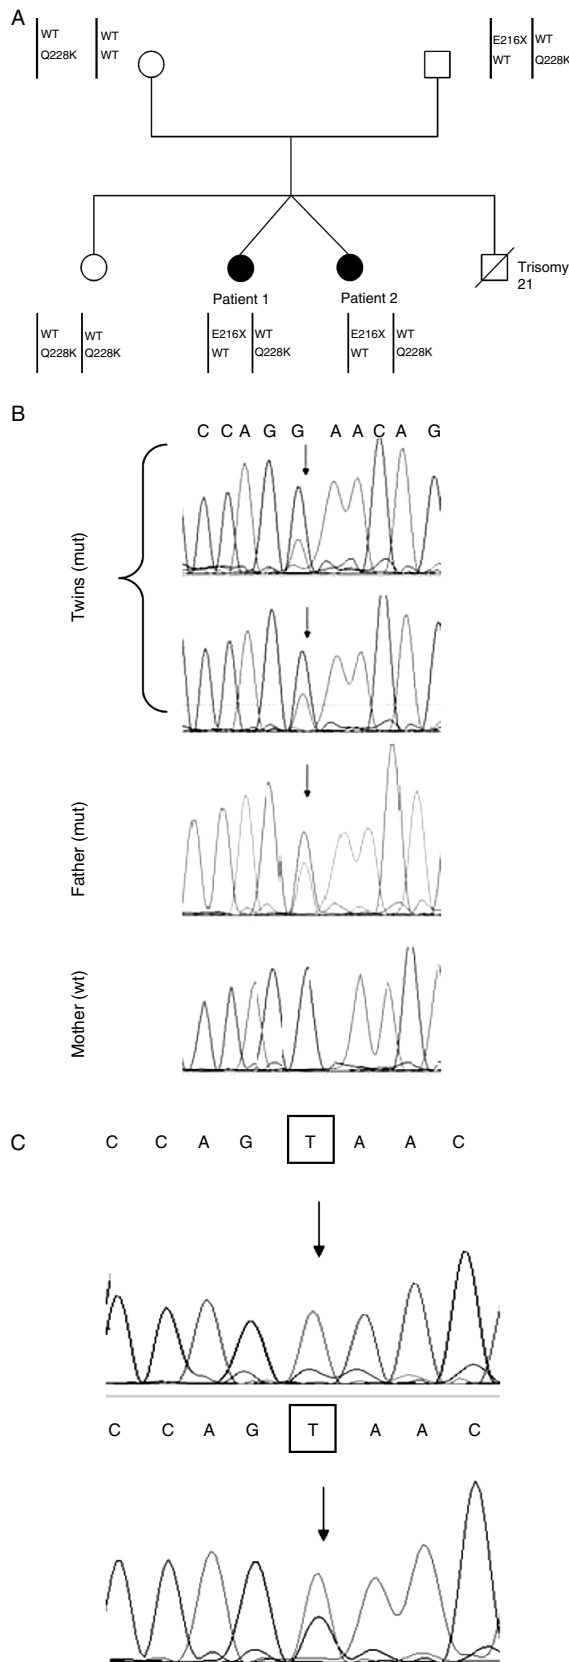 A
WT
Q228K
WT
WT
E216X
WT
WT
Q228K
Patient 1
Patient 2
Trisomy
21
WT
Q228K
WT
Q228K
E216X
WT
WT
Q228K
E216X
WT
WT
Q228K
B
C C A G G A A C A G
Twins (mut)
Father (mut)
Mother (wt)
C
C C A G T A A C
C C A G T A A C